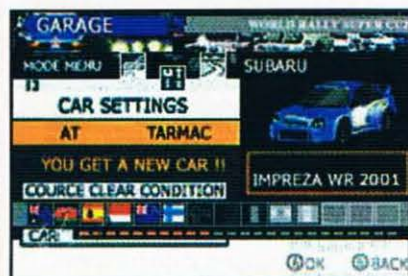 GARAGE
WORLD RALLY SUPER CUP
MODE MENU
SUBARU
CAR SETTINGS
AT TARMAC
YOU GET A NEW CAR !!
IMPREZA WR 2001
COURCE CLEAR CONDITION
CAR
OK BACK